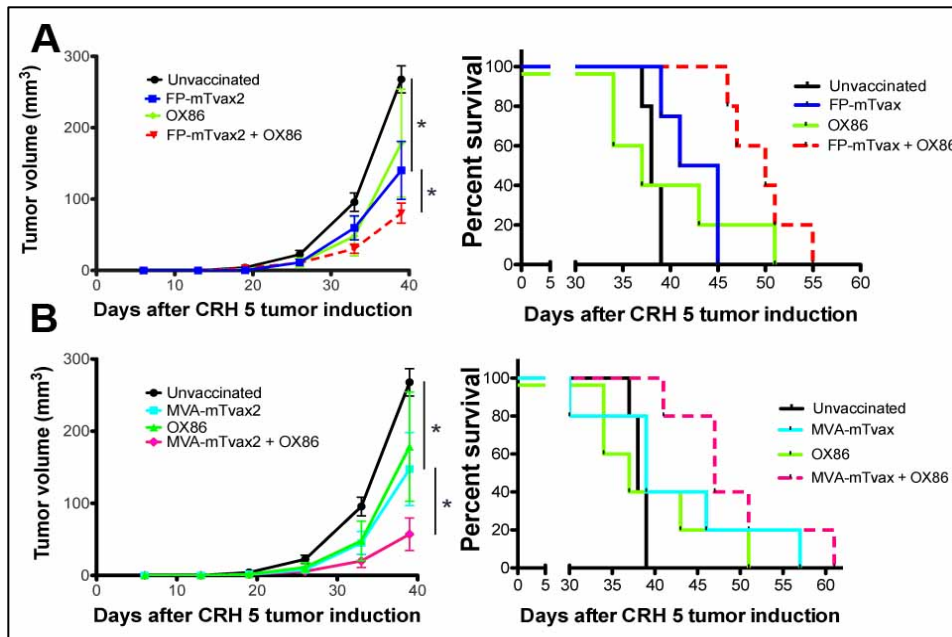 A
Tumor volume (mm³)
300
200
100
0
0 10 20 30 40
Days after CRH 5 tumor induction
Unvaccinated
FP-mTvax2
OX86
FP-mTvax2 + OX86
*
*
Percent survival
100
80
60
40
20
0
0 5 30 35 40 45 50 55 60
Days after CRH 5 tumor induction
Unvaccinated
FP-mTvax
OX86
FP-mTvax + OX86
B
Tumor volume (mm³)
300
200
100
0
0 10 20 30 40
Days after CRH 5 tumor induction
Unvaccinated
MVA-mTvax2
OX86
MVA-mTvax2 + OX86
*
*
Percent survival
100
80
60
40
20
0
0 5 30 35 40 45 50 55 60
Days after CRH 5 tumor induction
Unvaccinated
MVA-mTvax
OX86
MVA-mTvax + OX86